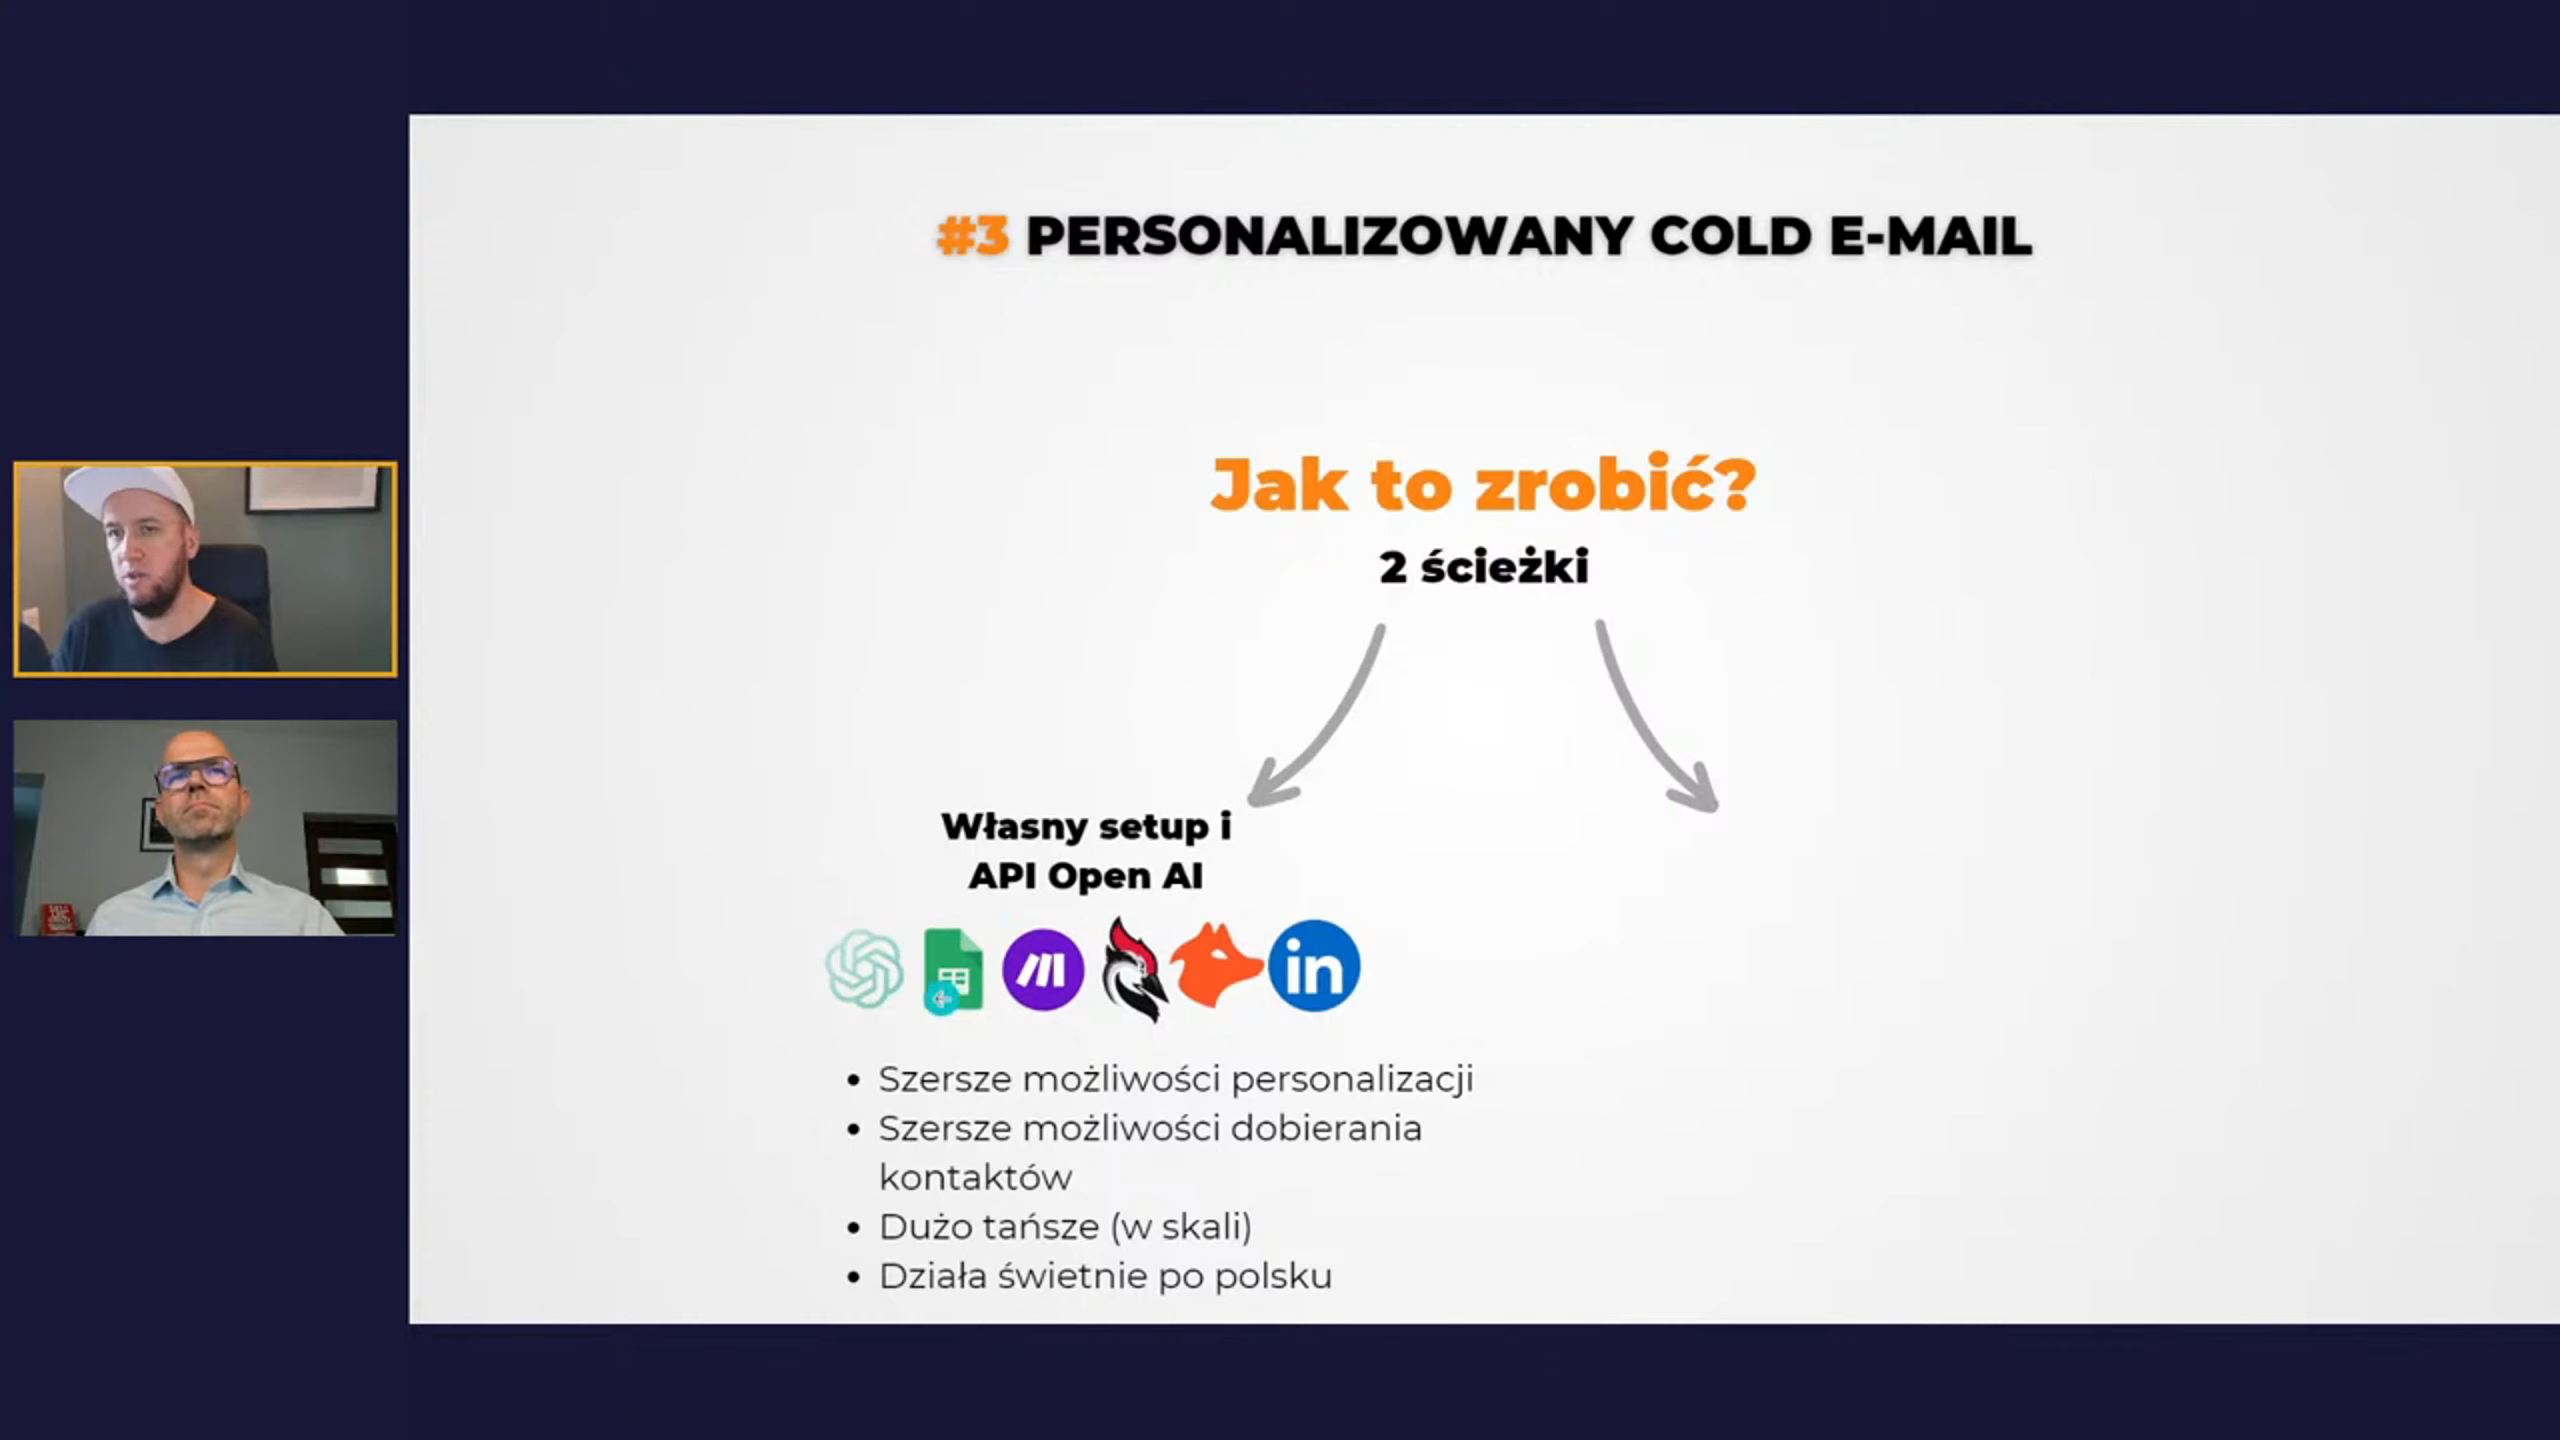 #3 PERSONALIZOWANY COLD E-MAIL
Jak to zrobić?
2 ścieżki
Własny setup i
API Open AI
in
• Szersze możliwości personalizacji
• Szersze możliwości dobierania
kontaktów
• Dużo tańsze (w skali)
• Działa świetnie po polsku